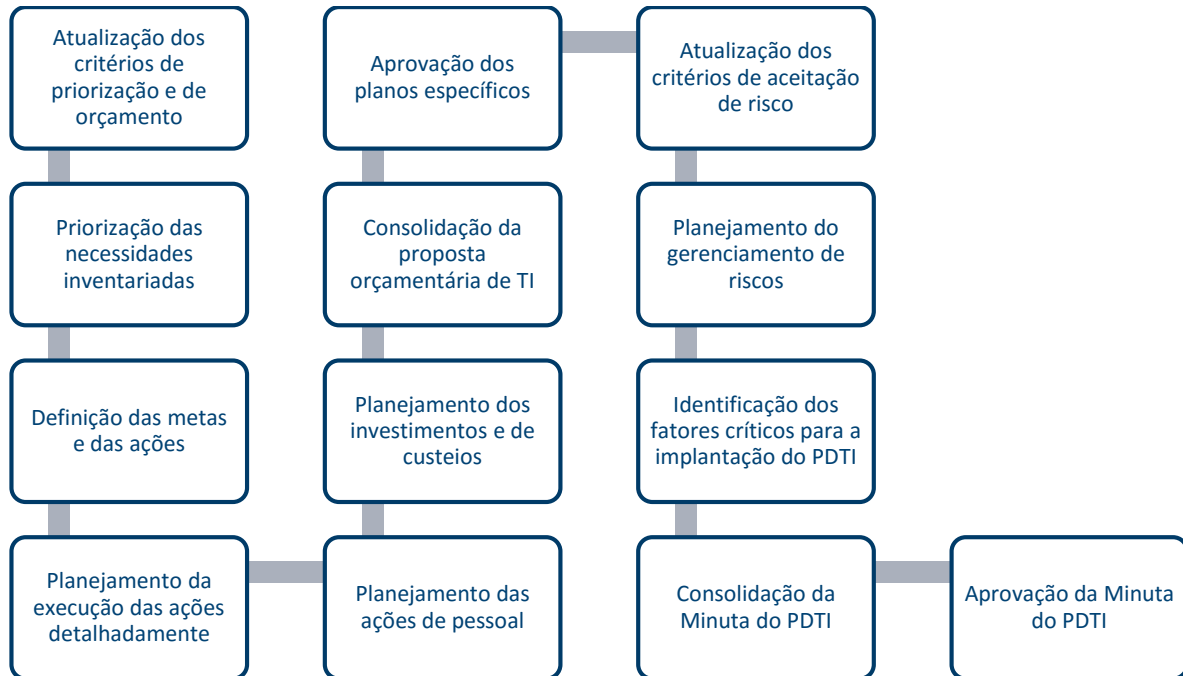 Atualização dos
critérios de
priorização e de
orçamento
Priorização das
necessidades
inventariadas
Definição das metas
e das ações
Planejamento da
execução das ações
detalhadamente
Planejamento das
ações de pessoal
Planejamento dos
investimentos e de
custeios
Consolidação da
proposta
orçamentária de TI
Aprovação dos
planos específicos
Atualização dos
critérios de aceitação
de risco
Planejamento do
gerenciamento de
riscos
Identificação dos
fatores críticos para a
implantação do PDTI
Consolidação da
Minuta do PDTI
Aprovação da Minuta
do PDTI